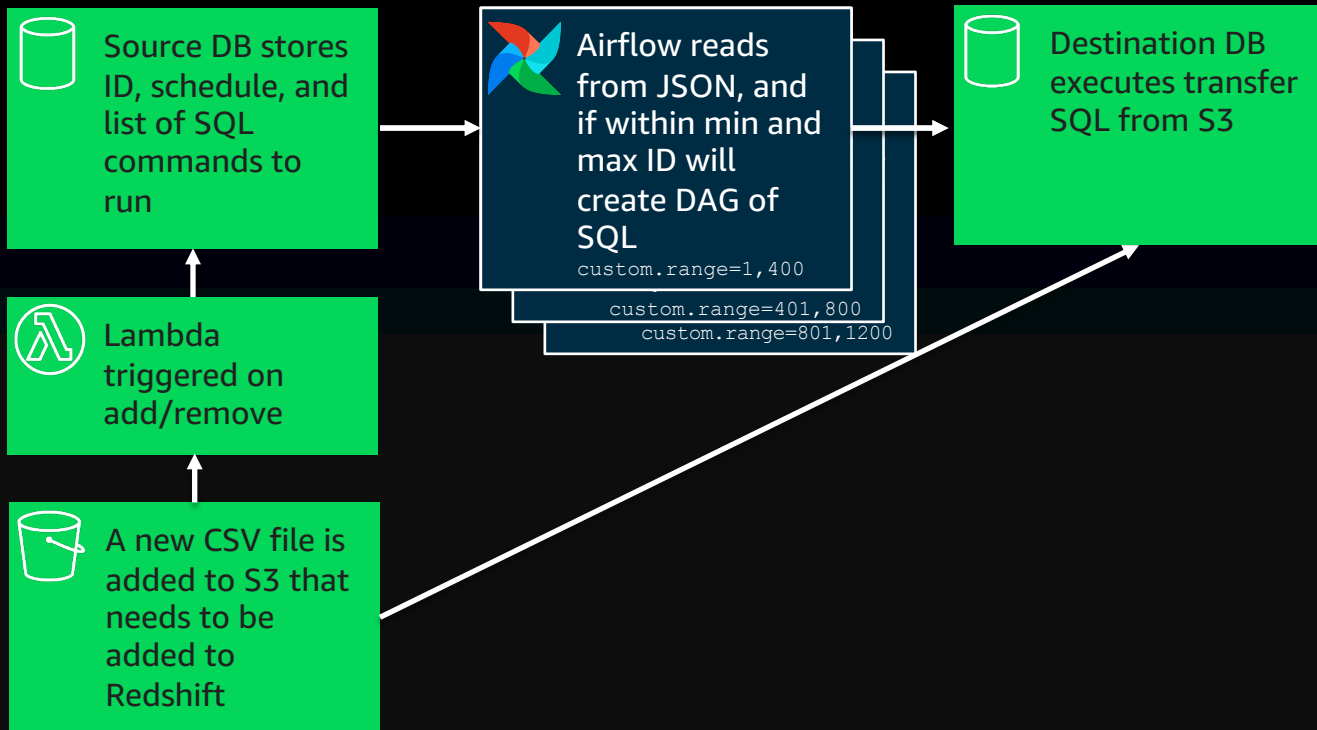 Source DB stores
ID, schedule, and
list of SQL
commands to
run
Airflow reads
from JSON, and
if within min and
max ID will
create DAG of
SQL
custom.range=1,400
custom.range=401,800
custom.range=801,1200
Destination DB
executes transfer
SQL from S3
Lambda
triggered on
add/remove
A new CSV file is
added to S3 that
needs to be
added to
Redshift